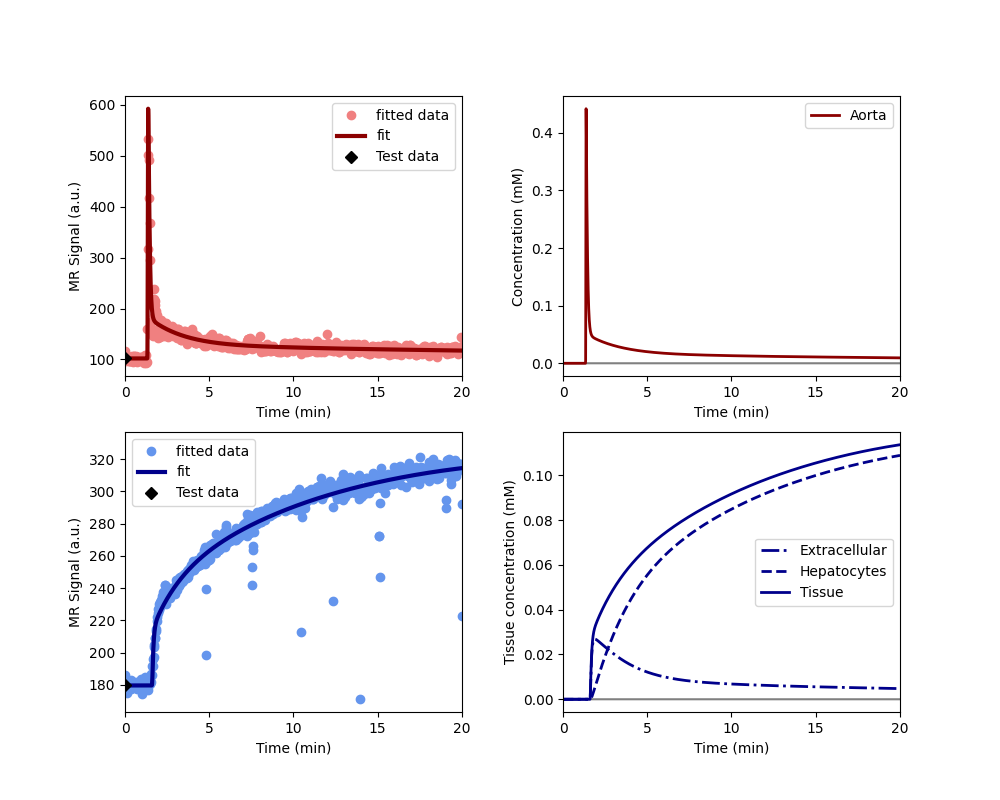 600
500
400
300
200
100
MR Signal (a.u.)
fitted data
fit
Test data
0 5 10 15 20
Time (min)
0.4
0.3
0.2
0.1
0.0
Concentration (mM)
Aorta
0 5 10 15 20
Time (min)
320
300
280
260
240
220
200
180
MR Signal (a.u.)
fitted data
fit
Test data
0 5 10 15 20
Time (min)
0.10
0.08
0.06
0.04
0.02
0.00
Tissue concentration (mM)
Extracellular
Hepatocytes
Tissue
0 5 10 15 20
Time (min)